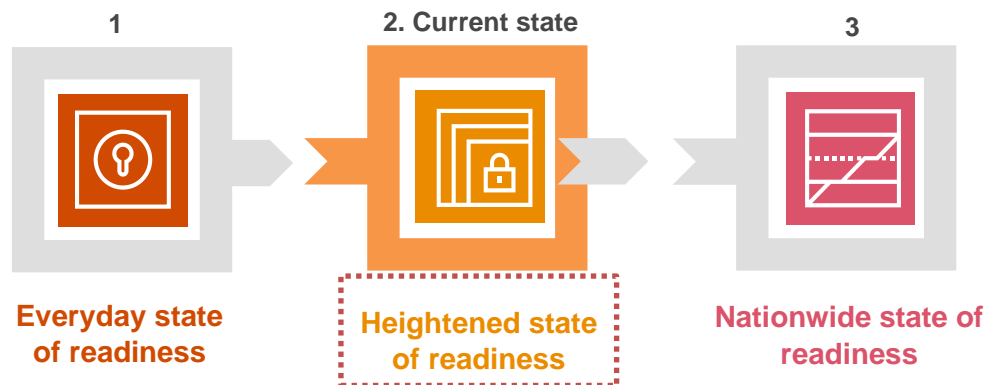 1
2. Current state
3
Everyday state
of readiness
Heightened state
of readiness
Nationwide state of
readiness